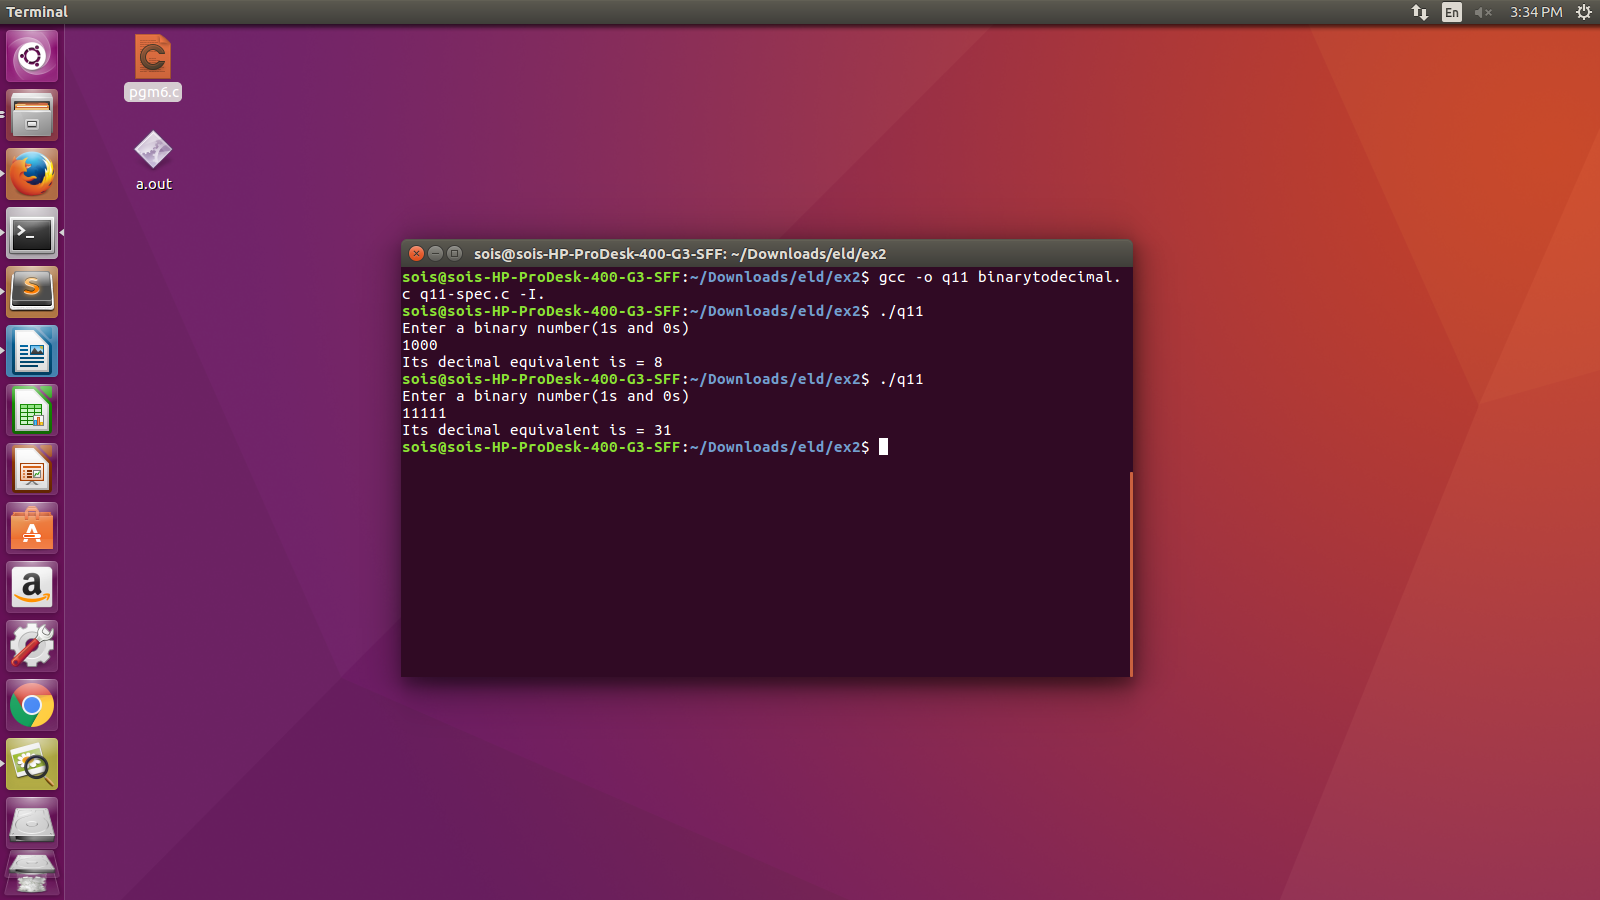 Terminal
En
3:34 PM
pgm6.c
a.out
sois@sois-HP-ProDesk-400-G3-SFF: ~/Downloads/eld/ex2
sois@sois-HP-ProDesk-400-G3-SFF:~/Downloads/eld/ex2$ gcc -o q11 binarytodecimal.
c q11-spec.c -I.
sois@sois-HP-ProDesk-400-G3-SFF:~/Downloads/eld/ex2$ ./q11
Enter a binary number(1s and 0s)
1000
Its decimal equivalent is = 8
sois@sois-HP-ProDesk-400-G3-SFF:~/Downloads/eld/ex2$ ./q11
Enter a binary number(1s and 0s)
11111
Its decimal equivalent is = 31
sois@sois-HP-ProDesk-400-G3-SFF:~/Downloads/eld/ex2$